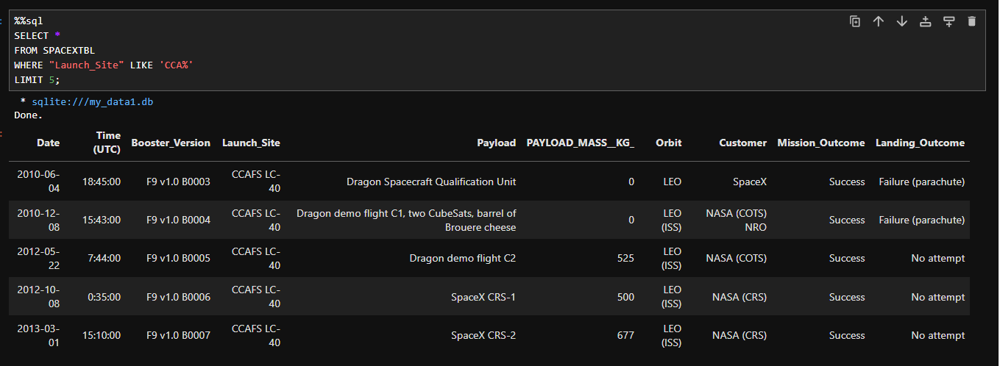 %%sql
SELECT *
FROM SPACEXTBL
WHERE "Launch_Site" LIKE 'CCA%'
LIMIT 5;
* sqlite:///my_data1.db
Done.
Date Time (UTC) Booster_Version Launch_Site Payload PAYLOAD_MASS__KG_ Orbit Customer Mission_Outcome Landing_Outcome
2010-06-04 18:45:00 F9 v1.0 B0003 CCAFS LC-40 Dragon Spacecraft Qualification Unit 0 LEO SpaceX Success Failure (parachute)
2010-12-08 15:43:00 F9 v1.0 B0004 CCAFS LC-40 Dragon demo flight C1, two CubeSats, barrel of Brouere cheese 0 LEO (ISS) NASA (COTS) NRO Success Failure (parachute)
2012-05-22 7:44:00 F9 v1.0 B0005 CCAFS LC-40 Dragon demo flight C2 525 LEO (ISS) NASA (COTS) Success No attempt
2012-10-08 0:35:00 F9 v1.0 B0006 CCAFS LC-40 SpaceX CRS-1 500 LEO (ISS) NASA (CRS) Success No attempt
2013-03-01 15:10:00 F9 v1.0 B0007 CCAFS LC-40 SpaceX CRS-2 677 LEO (ISS) NASA (CRS) Success No attempt